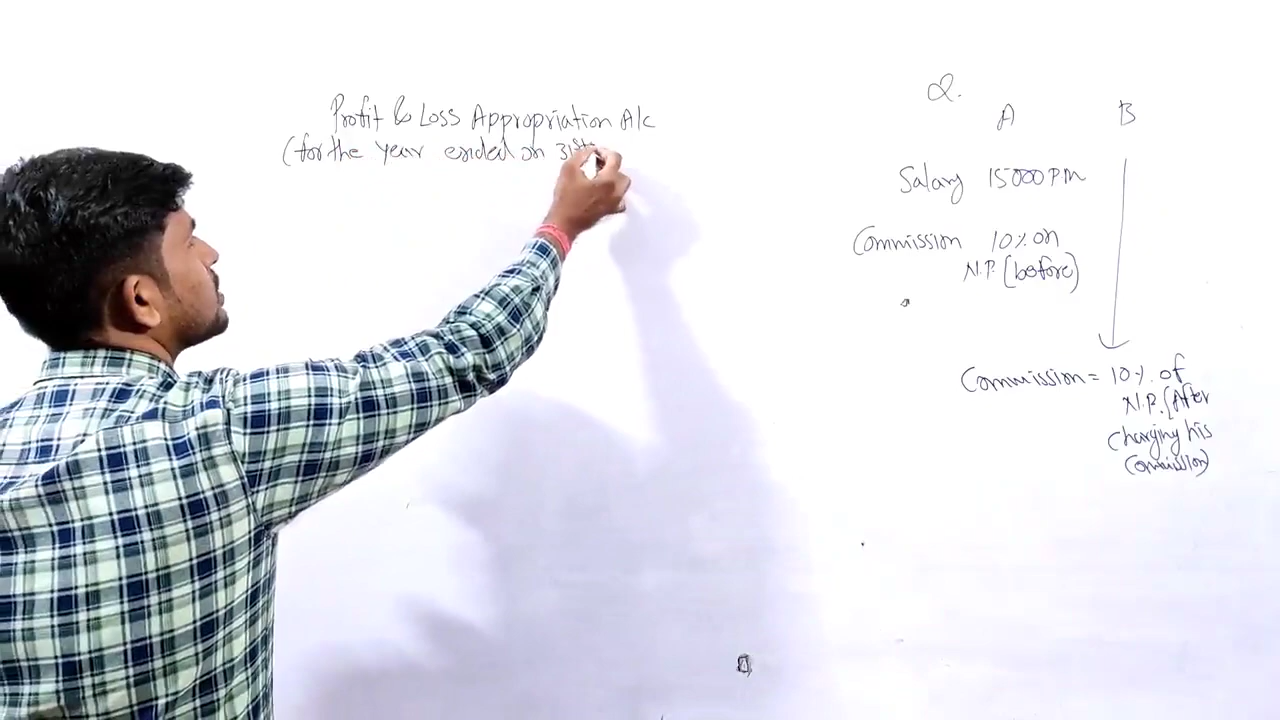 Profit & Loss Appropriation A/c
(for the year ended on 31st
Q.
A B
Salary 15000 PM
Commission 10% on
N.P. (before)
Commission = 10% of
N.P. (After
charging his
commission)